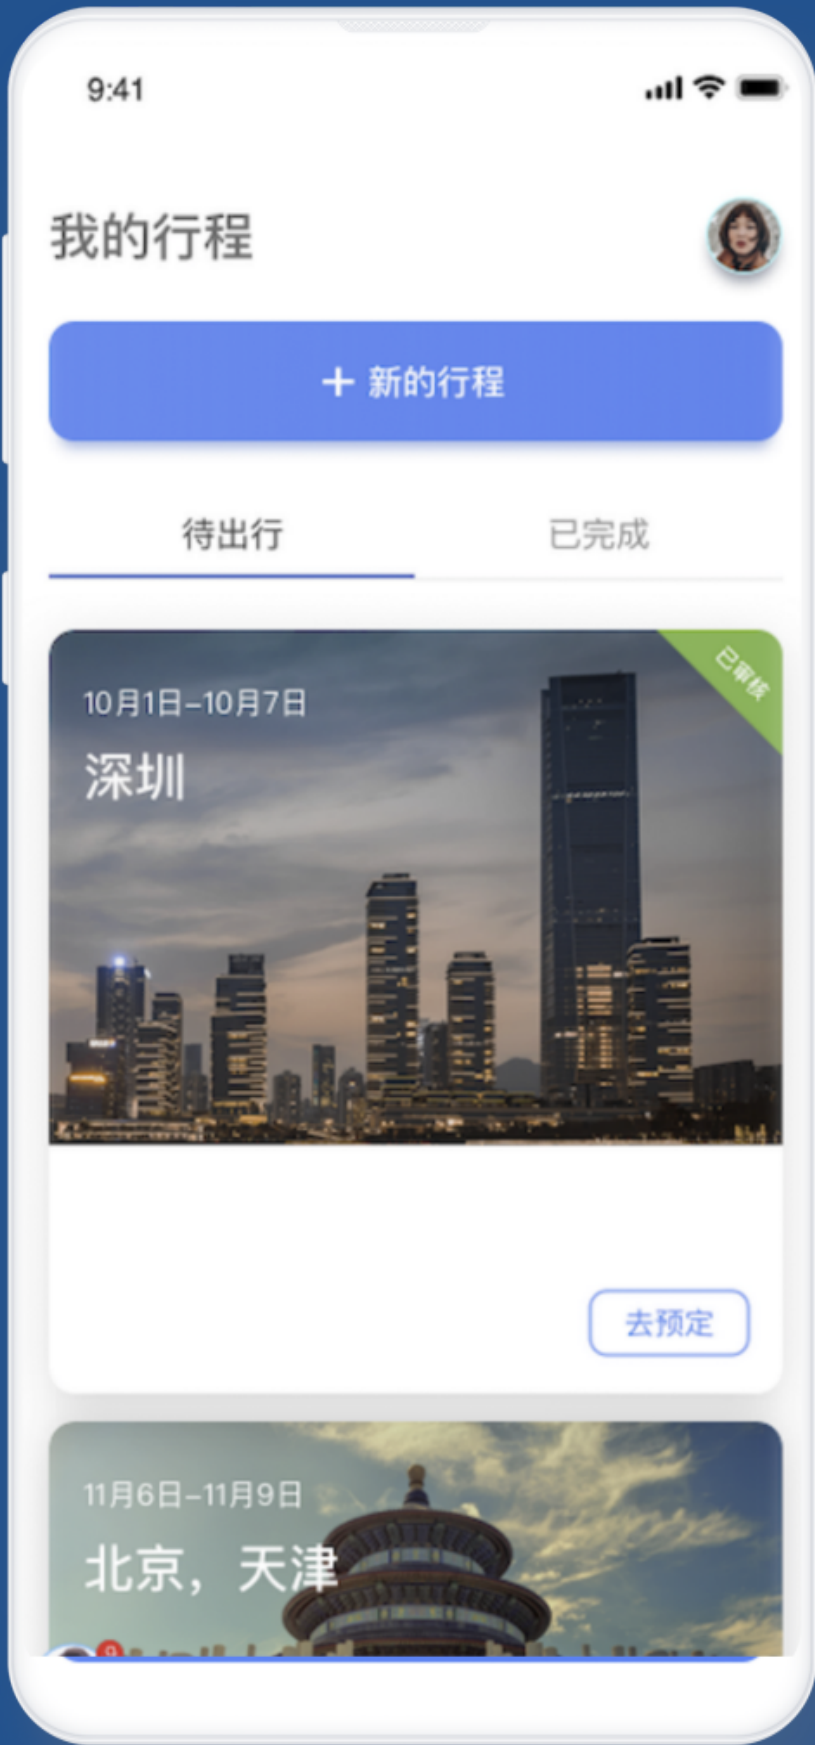 9:41
我的行程
+ 新的行程
待出行
已完成
已审核
10月1日–10月7日
深圳
去预定
11月6日–11月9日
北京，天津
9